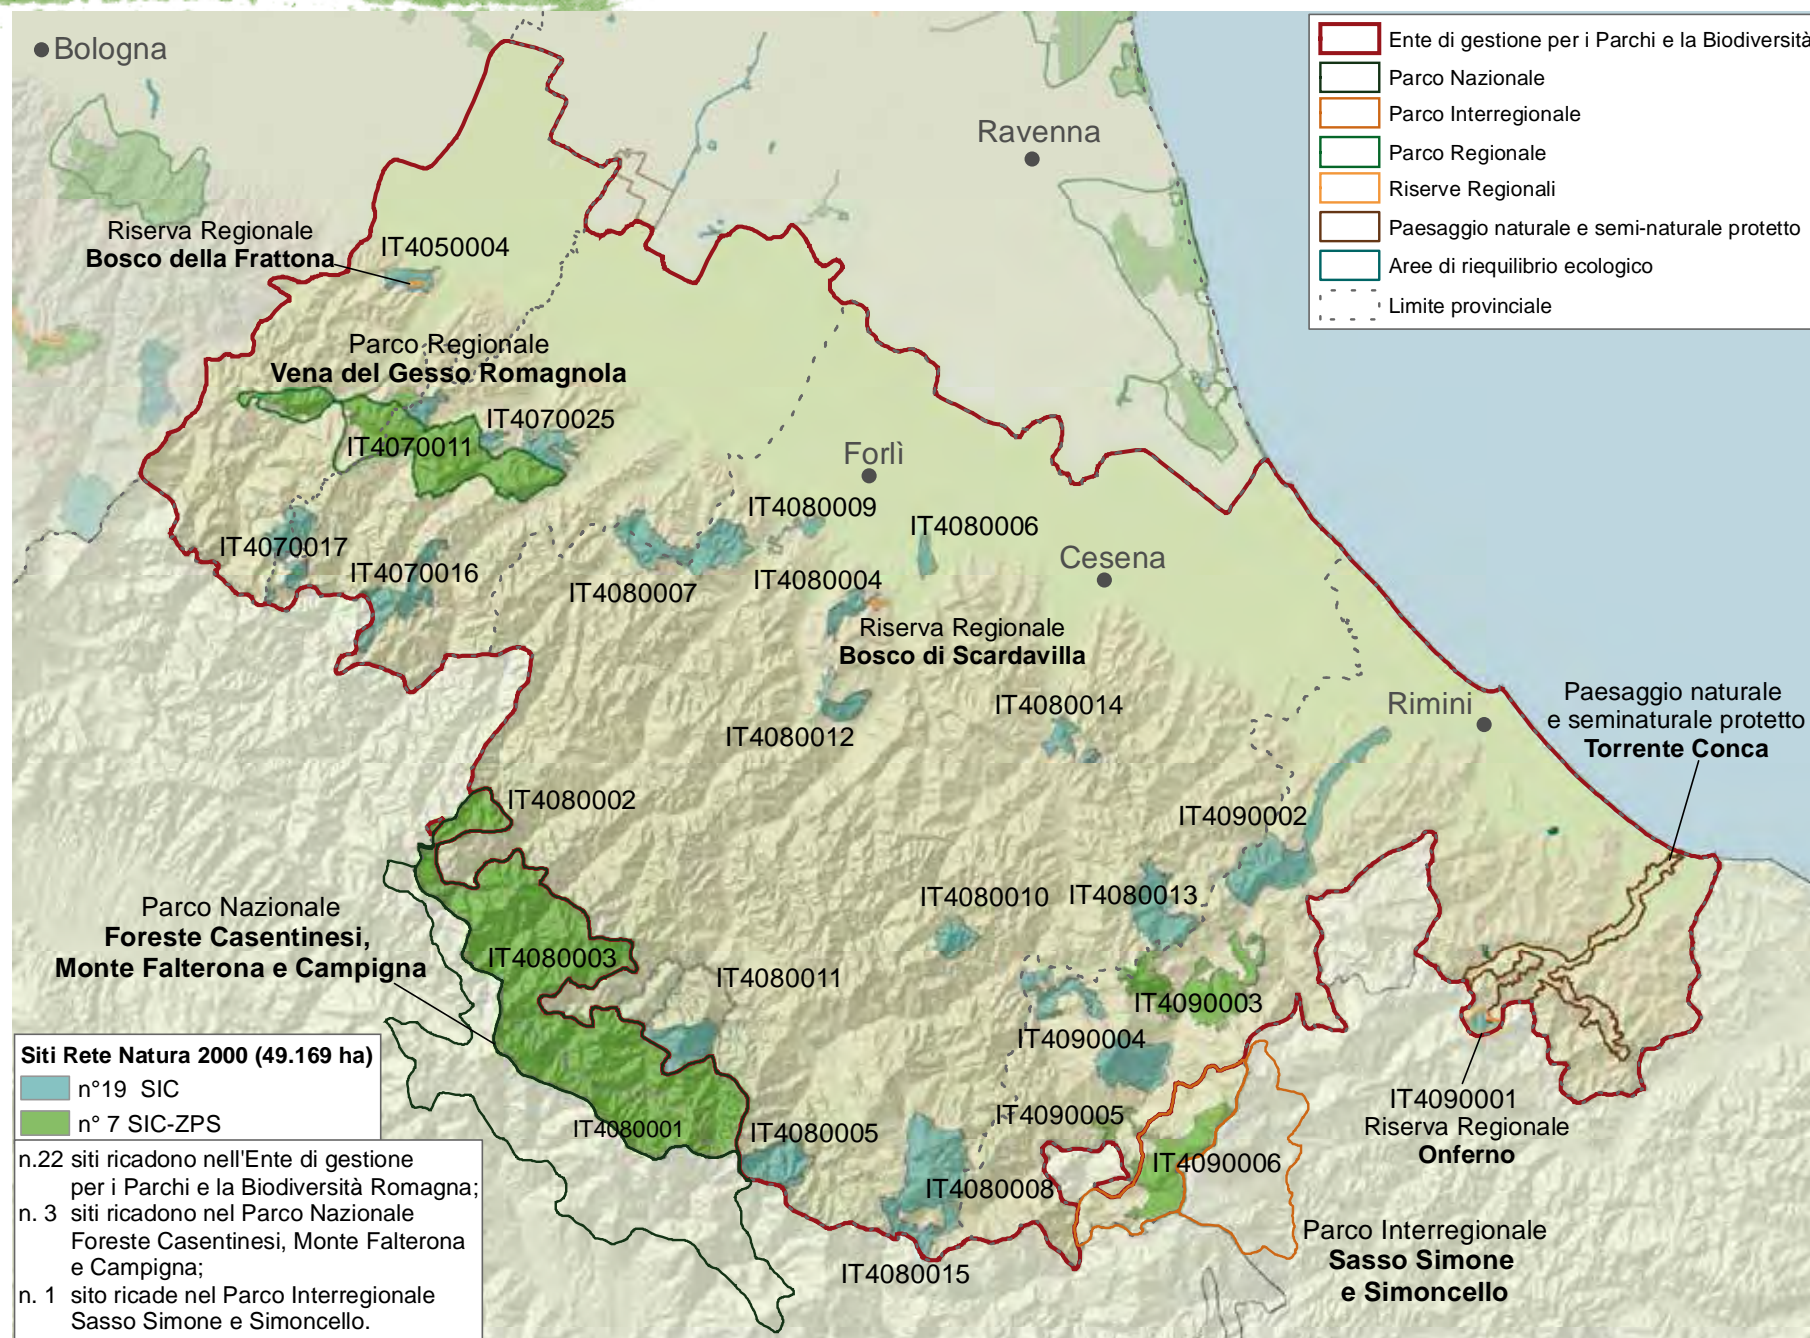 Bologna
Ente di gestione per i Parchi e la Biodiversità
Parco Nazionale
Parco Interregionale
Parco Regionale
Riserve Regionali
Paesaggio naturale e semi-naturale protetto
Aree di riequilibrio ecologico
Limite provinciale
Ravenna
Riserva Regionale
Bosco della Frattona
IT4050004
Parco Regionale
Vena del Gesso Romagnola
IT4070025
IT4070011
Forlì
IT4080009
IT4080006
IT4070017
IT4070016
IT4080007
IT4080004
Cesena
Riserva Regionale
Bosco di Scardavilla
IT4080014
IT4080012
Rimini
Paesaggio naturale
e seminaturale protetto
Torrente Conca
IT4080002
IT4090002
IT4080010
IT4080013
Parco Nazionale
Foreste Casentinesi,
Monte Falterona e Campigna
IT4080003
IT4080011
IT4090003
IT4090004
IT4090001
Riserva Regionale
Onferno
IT4090005
IT4080001
IT4080005
IT4090006
IT4080008
IT4080015
Parco Interregionale
Sasso Simone
e Simoncello
Siti Rete Natura 2000 (49.169 ha)
n°19 SIC
n° 7 SIC-ZPS
n.22 siti ricadono nell'Ente di gestione
per i Parchi e la Biodiversità Romagna;
n. 3 siti ricadono nel Parco Nazionale
Foreste Casentinesi, Monte Falterona
e Campigna;
n. 1 sito ricade nel Parco Interregionale
Sasso Simone e Simoncello.